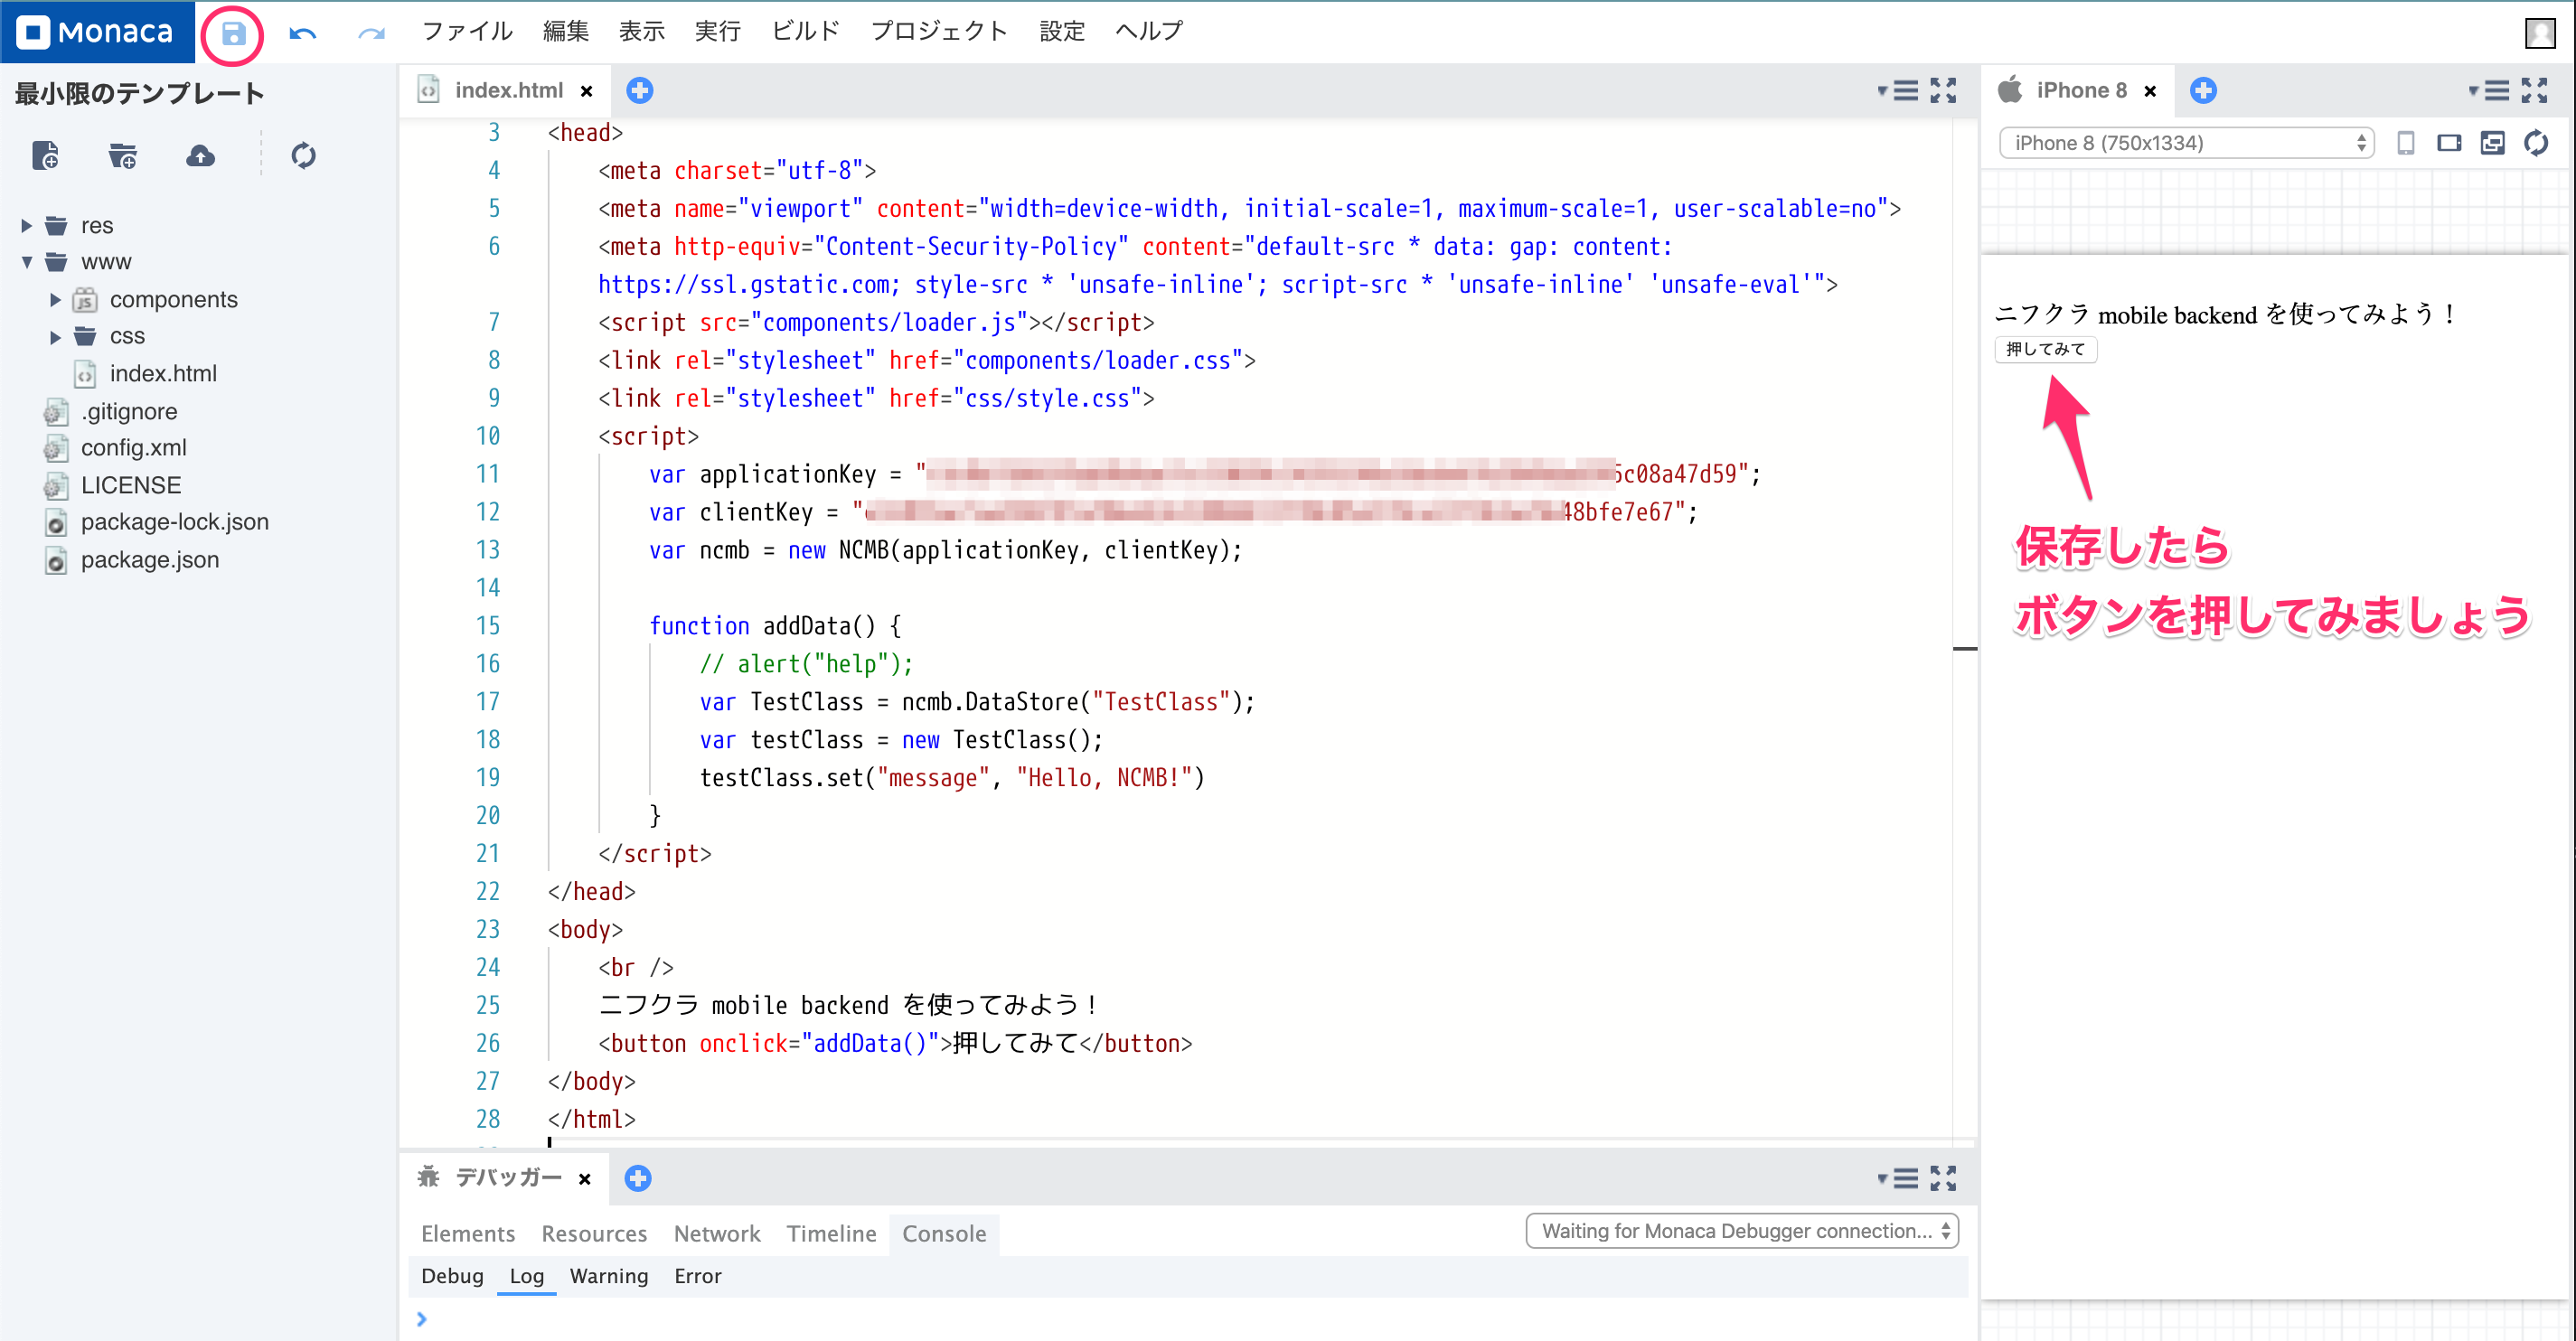 Monaca
ファイル 編集 表示 実行 ビルド プロジェクト 設定 ヘルプ
最小限のテンプレート
res
www
components
css
index.html
.gitignore
config.xml
LICENSE
package-lock.json
package.json
index.html
3 <head>
4 <meta charset="utf-8">
5 <meta name="viewport" content="width=device-width, initial-scale=1, maximum-scale=1, user-scalable=no">
6 <meta http-equiv="Content-Security-Policy" content="default-src * data: gap: content:
https://ssl.gstatic.com; style-src * 'unsafe-inline'; script-src * 'unsafe-inline' 'unsafe-eval'">
7 <script src="components/loader.js"></script>
8 <link rel="stylesheet" href="components/loader.css">
9 <link rel="stylesheet" href="css/style.css">
10 <script>
11 var applicationKey = "5c08a47d59";
12 var clientKey = "48bfe7e67";
13 var ncmb = new NCMB(applicationKey, clientKey);
14
15 function addData() {
16 // alert("help");
17 var TestClass = ncmb.DataStore("TestClass");
18 var testClass = new TestClass();
19 testClass.set("message", "Hello, NCMB!")
20 }
21 </script>
22 </head>
23 <body>
24 <br />
25 ニフクラ mobile backend を使ってみよう！
26 <button onclick="addData()">押してみて</button>
27 </body>
28 </html>
デバッガー
Elements Resources Network Timeline Console
Waiting for Monaca Debugger connection...
Debug Log Warning Error
iPhone 8
iPhone 8 (750x1334)
ニフクラ mobile backend を使ってみよう！
押してみて
保存したら
ボタンを押してみましょう